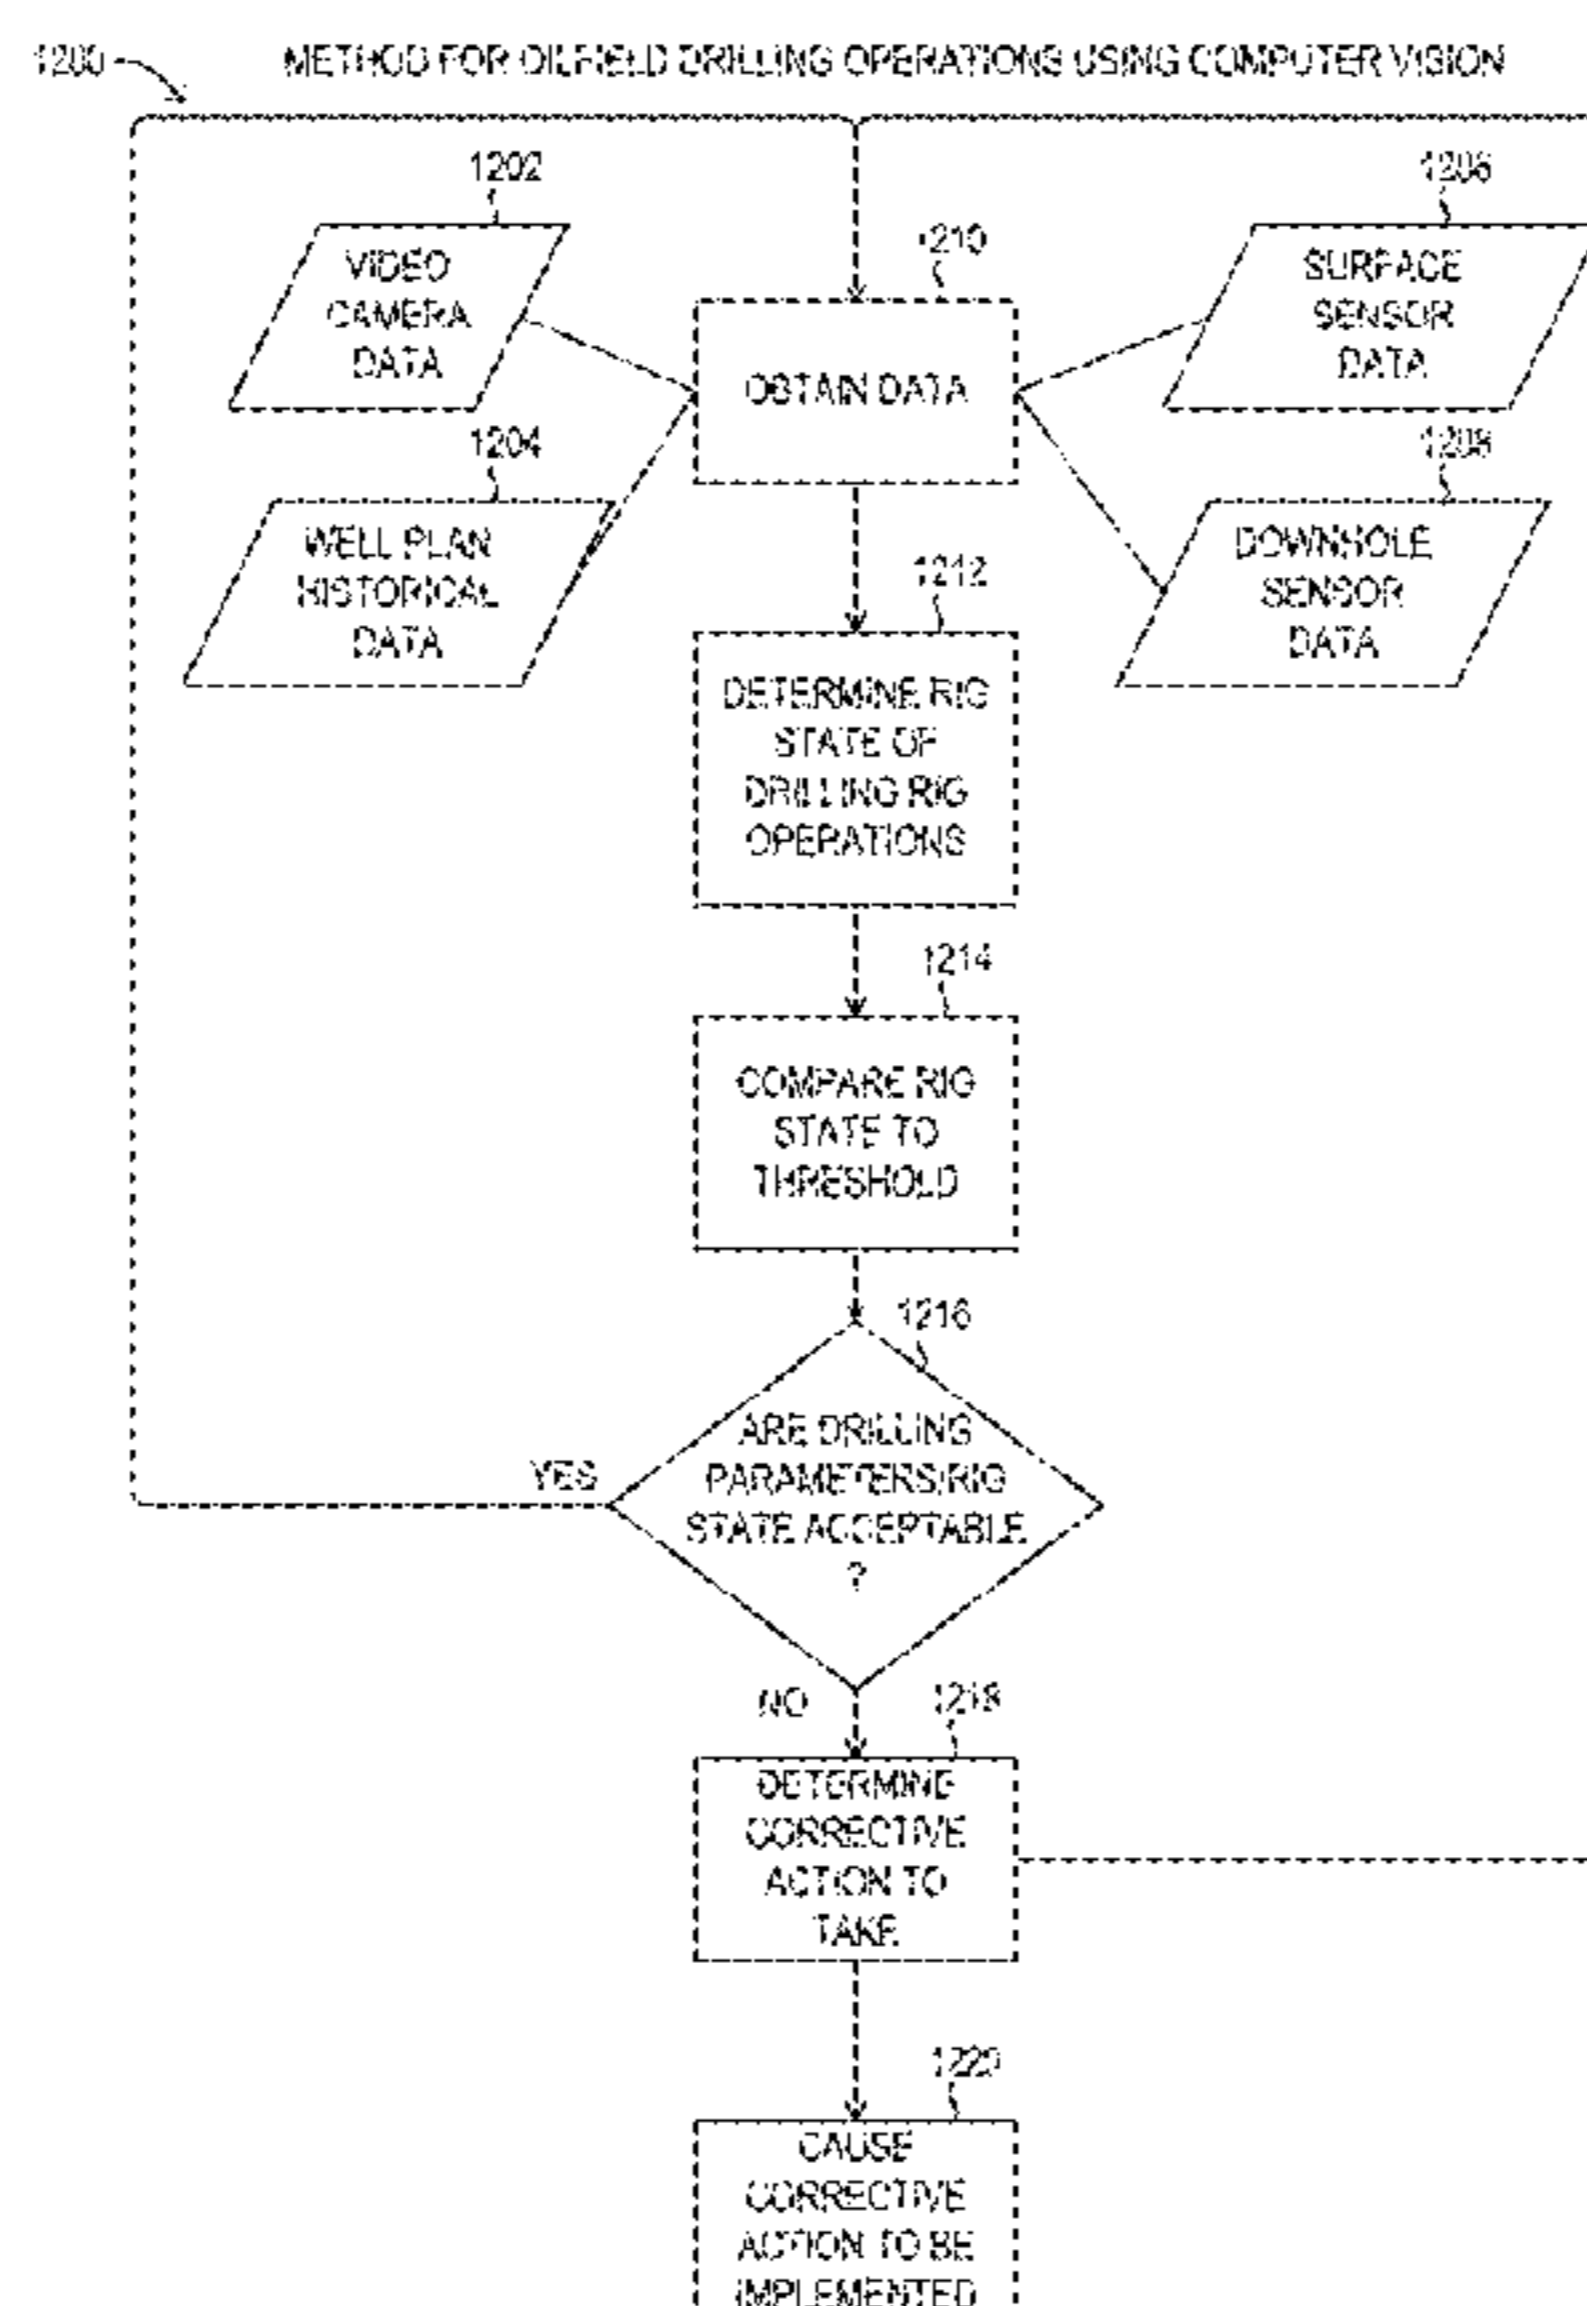 1200
METHOD FOR OILFIELD DRILLING OPERATIONS USING COMPUTER VISION
1202
VIDEO
CAMERA
DATA
1204
WELL PLAN
HISTORICAL
DATA
1210
OBTAIN DATA
1206
SURFACE
SENSOR
DATA
1208
DOWNHOLE
SENSOR
DATA
1212
DETERMINE RIG
STATE OF
DRILLING RIG
OPERATIONS
1214
COMPARE RIG
STATE TO
THRESHOLD
1216
ARE DRILLING
PARAMETERS/RIG
STATE ACCEPTABLE
?
YES
NO
1218
DETERMINE
CORRECTIVE
ACTION TO
TAKE
1220
CAUSE
CORRECTIVE
ACTION TO BE
IMPLEMENTED